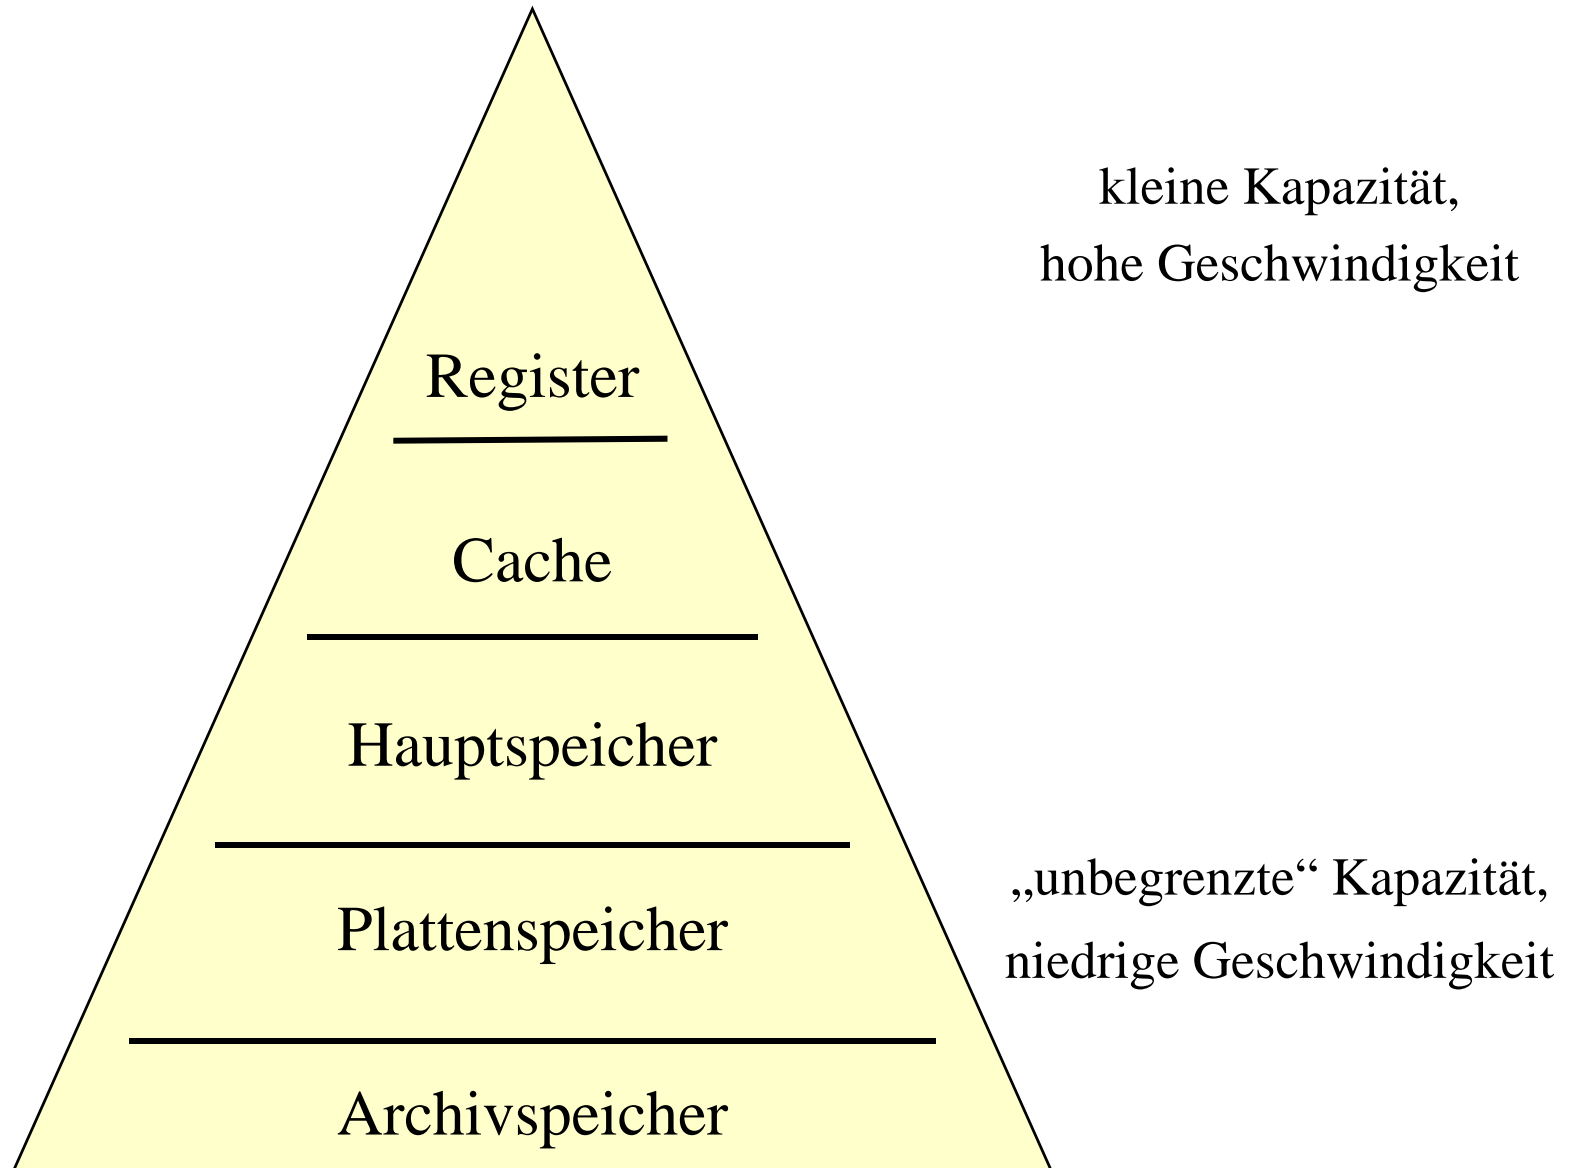 kleine Kapazität,
hohe Geschwindigkeit
Register
Cache
Hauptspeicher
„unbegrenzte“ Kapazität,
Plattenspeicher
niedrige Geschwindigkeit
Archivspeicher